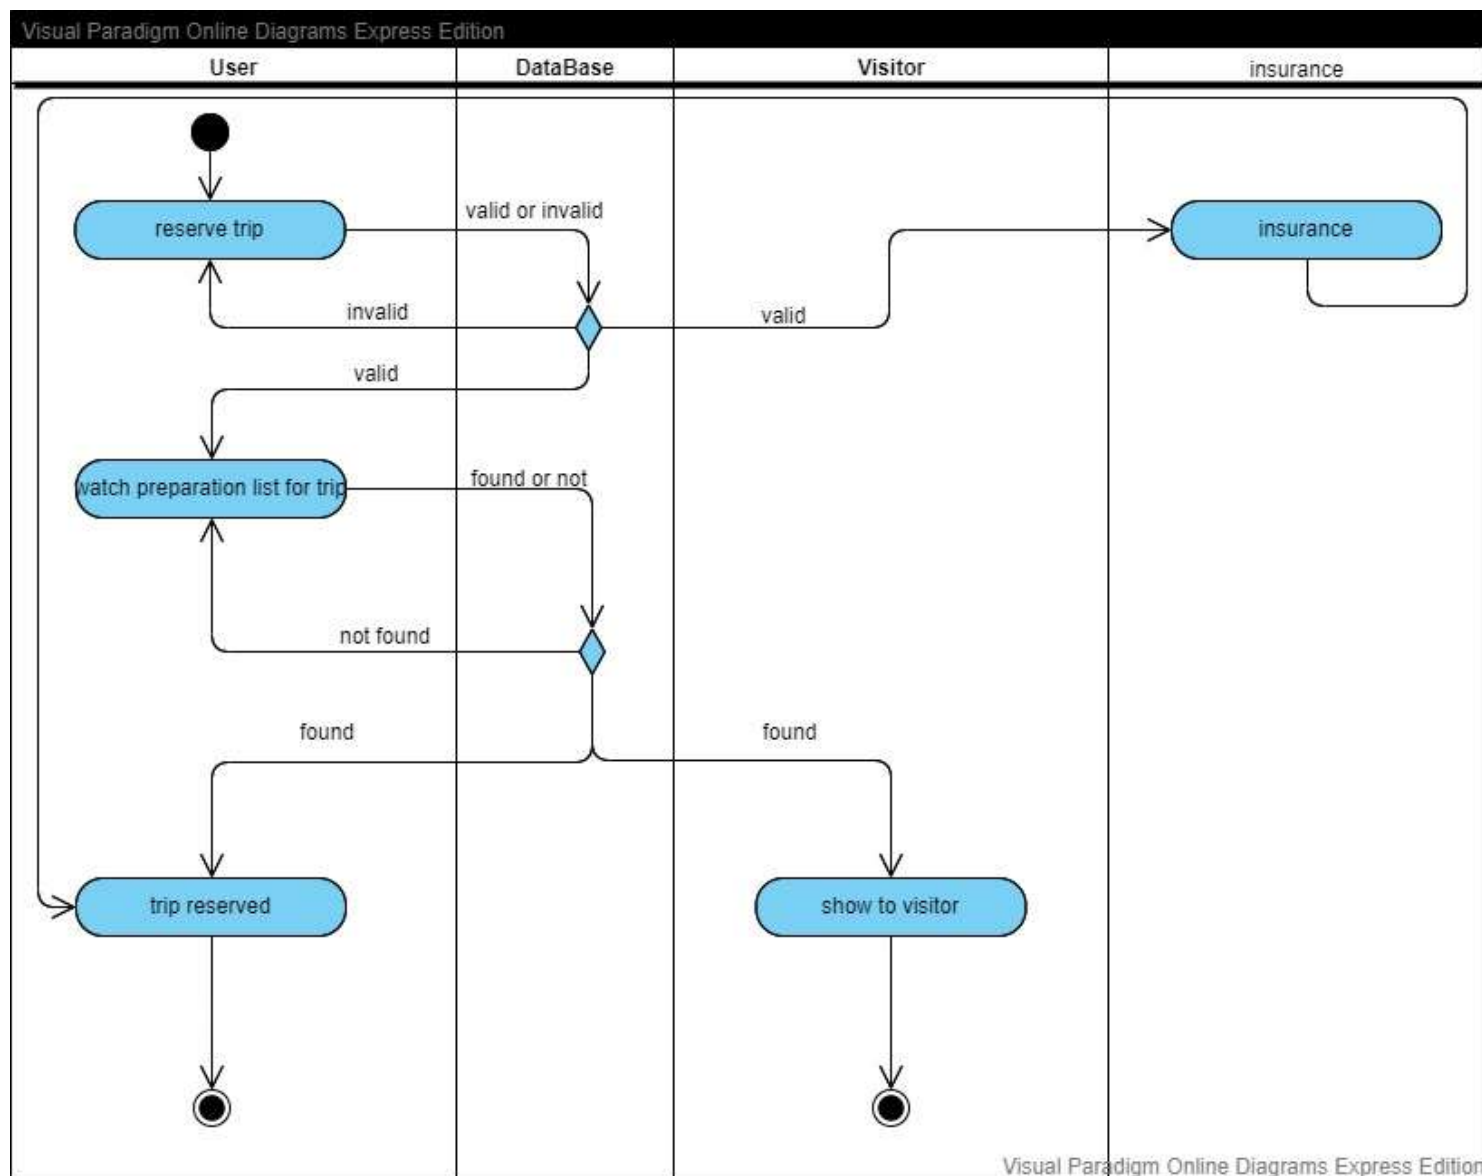 Visual Paradigm Online Diagrams Express Edition
User DataBase Visitor insurance
reserve trip
valid or invalid
insurance
invalid
valid
valid
watch preparation list for trip
found or not
not found
found
found
trip reserved
show to visitor
Visual Paradigm Online Diagrams Express Edition